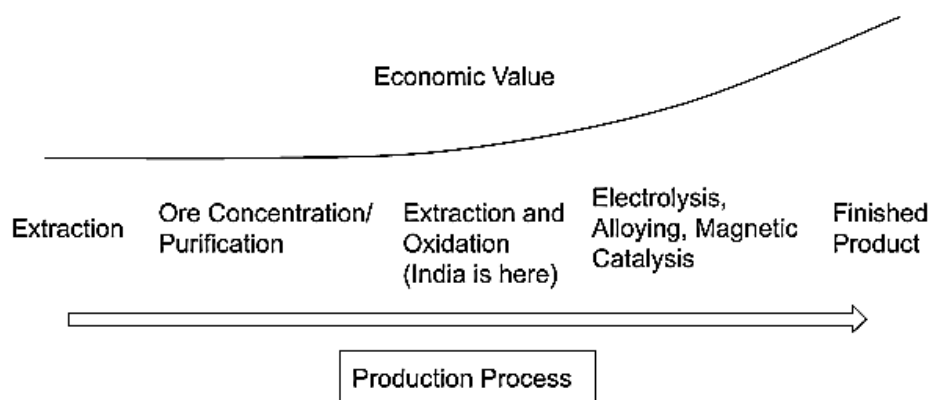 Economic Value
Extraction
Ore Concentration/
Purification
Extraction and
Oxidation
(India is here)
Electrolysis,
Alloying, Magnetic
Catalysis
Finished
Product
Production Process